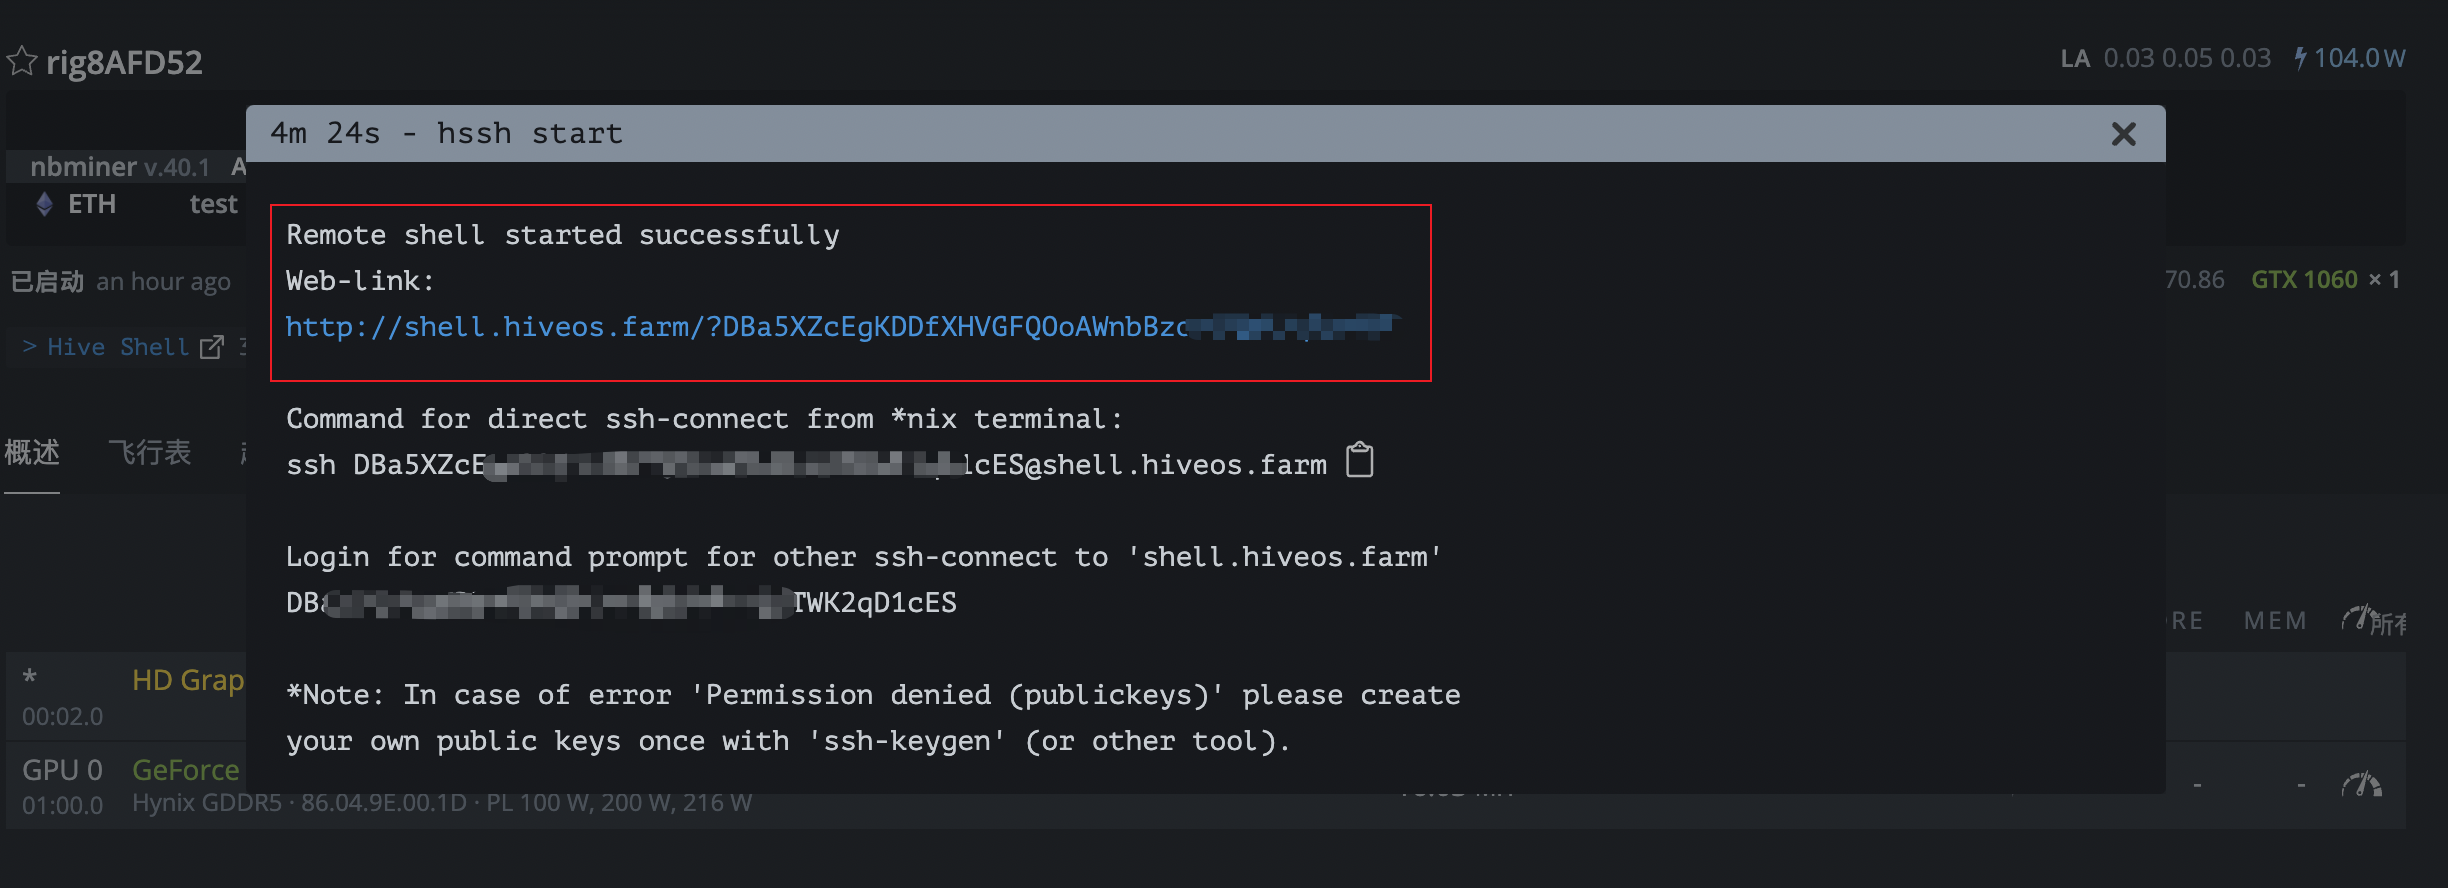 rig8AFD52
LA 0.03 0.05 0.03 104.0 W
4m 24s - hssh start
nbminer v.40.1 A
ETH test
Remote shell started successfully
Web-link:
http://shell.hiveos.farm/?DBa5XZcEgKDDfXHVGFQOoAWnbBzc
已启动 an hour ago
70.86 GTX 1060 × 1
> Hive Shell
Command for direct ssh-connect from *nix terminal:
ssh DBa5XZcE lcES@shell.hiveos.farm
概述 飞行表
Login for command prompt for other ssh-connect to 'shell.hiveos.farm'
DBa TWK2qD1cES
RE MEM 所有
*Note: In case of error 'Permission denied (publickeys)' please create
your own public keys once with 'ssh-keygen' (or other tool).
* HD Grap
00:02.0
GPU 0 GeForce - -
01:00.0 Hynix GDDR5 · 86.04.9E.00.1D · PL 100 W, 200 W, 216 W